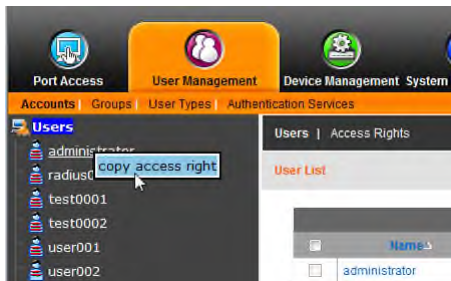 Port Access
User Management
Device Management
System
Accounts | Groups | User Types | Authentication Services
Users
administrator
copy access right
test0001
test0002
user001
user002
Users | Access Rights
User List
Name
administrator